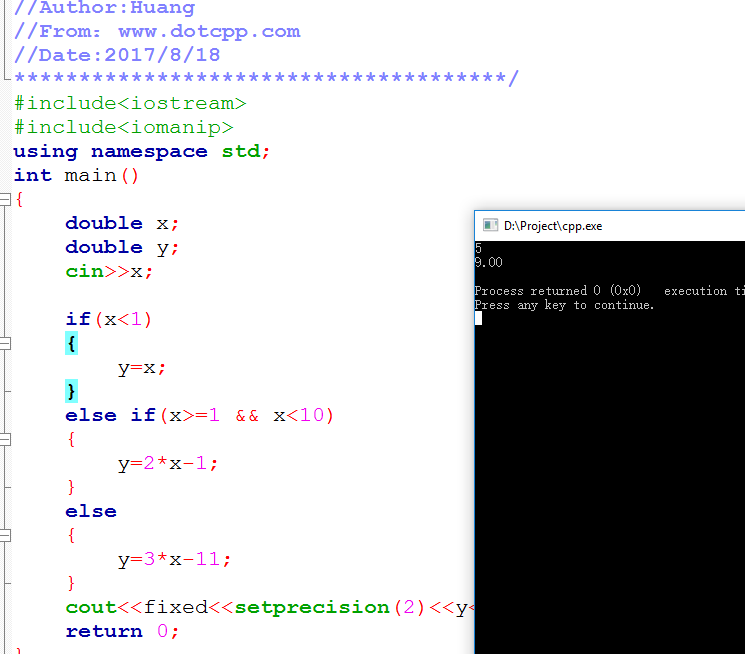 //Author:Huang
//From: www.dotcpp.com
//Date:2017/8/18
**************************************/
#include<iostream>
#include<iomanip>
using namespace std;
int main()
{
double x;
double y;
cin>>x;
if(x<1)
{
y=x;
}
else if(x>=1 && x<10)
{
y=2*x-1;
}
else
{
y=3*x-11;
}
cout<<fixed<<setprecision(2)<<y<
return 0;
}
D:\Project\cpp.exe
5
9.00
Process returned 0 (0x0) execution ti
Press any key to continue.